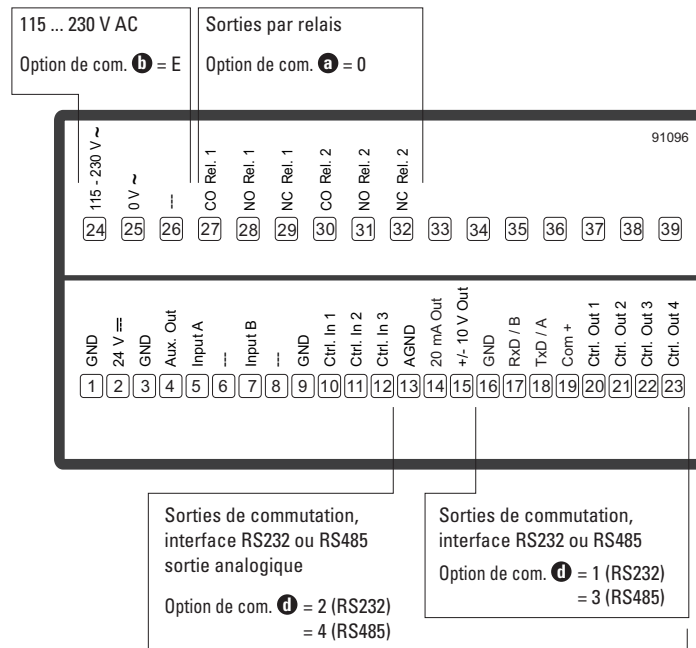 115 ... 230 V AC
Option de com. b = E
Sorties par relais
Option de com. a = 0
91096
115 - 230 V ~
0 V ~
---
CO Rel. 1
NO Rel. 1
NC Rel. 1
CO Rel. 2
NO Rel. 2
NC Rel. 2
24 25 26 27 28 29 30 31 32 33 34 35 36 37 38 39
GND
24 V ⎓
GND
Aux. Out
Input A
---
Input B
---
GND
Ctrl. In 1
Ctrl. In 2
Ctrl. In 3
AGND
20 mA Out
+/- 10 V Out
GND
RxD / B
TxD / A
Com +
Ctrl. Out 1
Ctrl. Out 2
Ctrl. Out 3
Ctrl. Out 4
1 2 3 4 5 6 7 8 9 10 11 12 13 14 15 16 17 18 19 20 21 22 23
Sorties de commutation,
interface RS232 ou RS485
sortie analogique
Option de com. d = 2 (RS232)
= 4 (RS485)
Sorties de commutation,
interface RS232 ou RS485
Option de com. d = 1 (RS232)
= 3 (RS485)